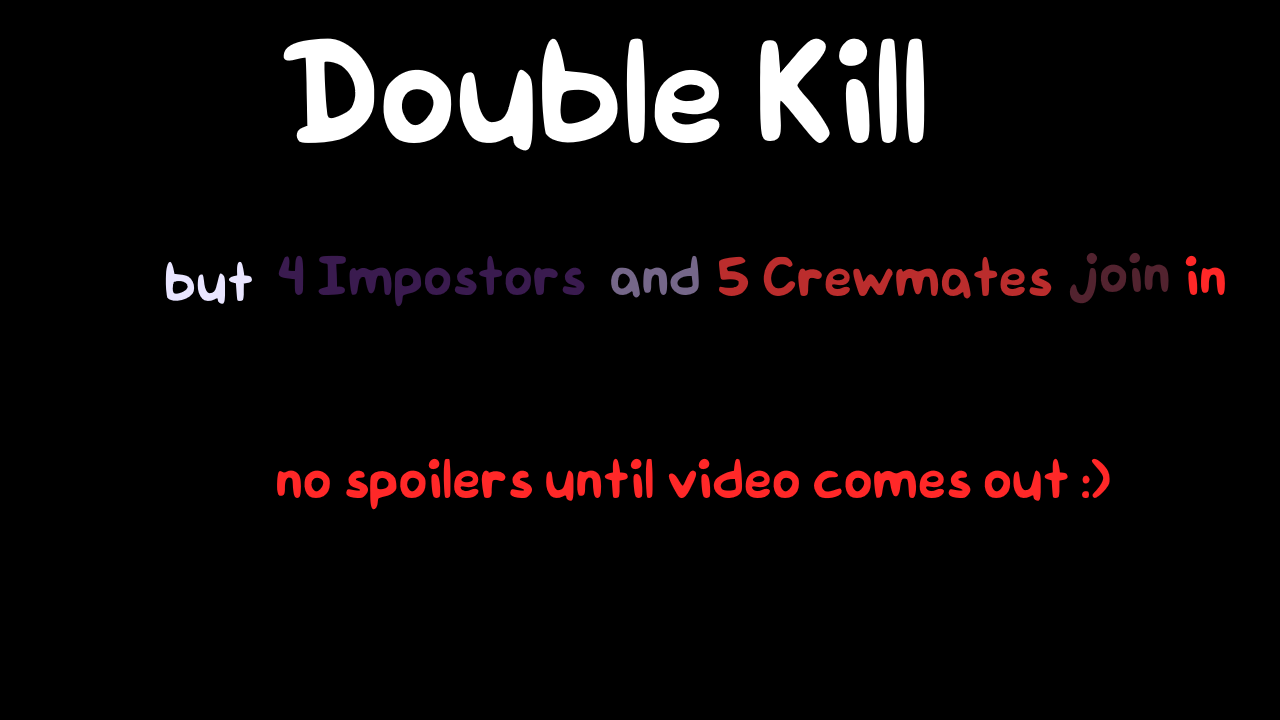 Double Kill
but 4 Impostors and 5 Crewmates join in
no spoilers until video comes out :)